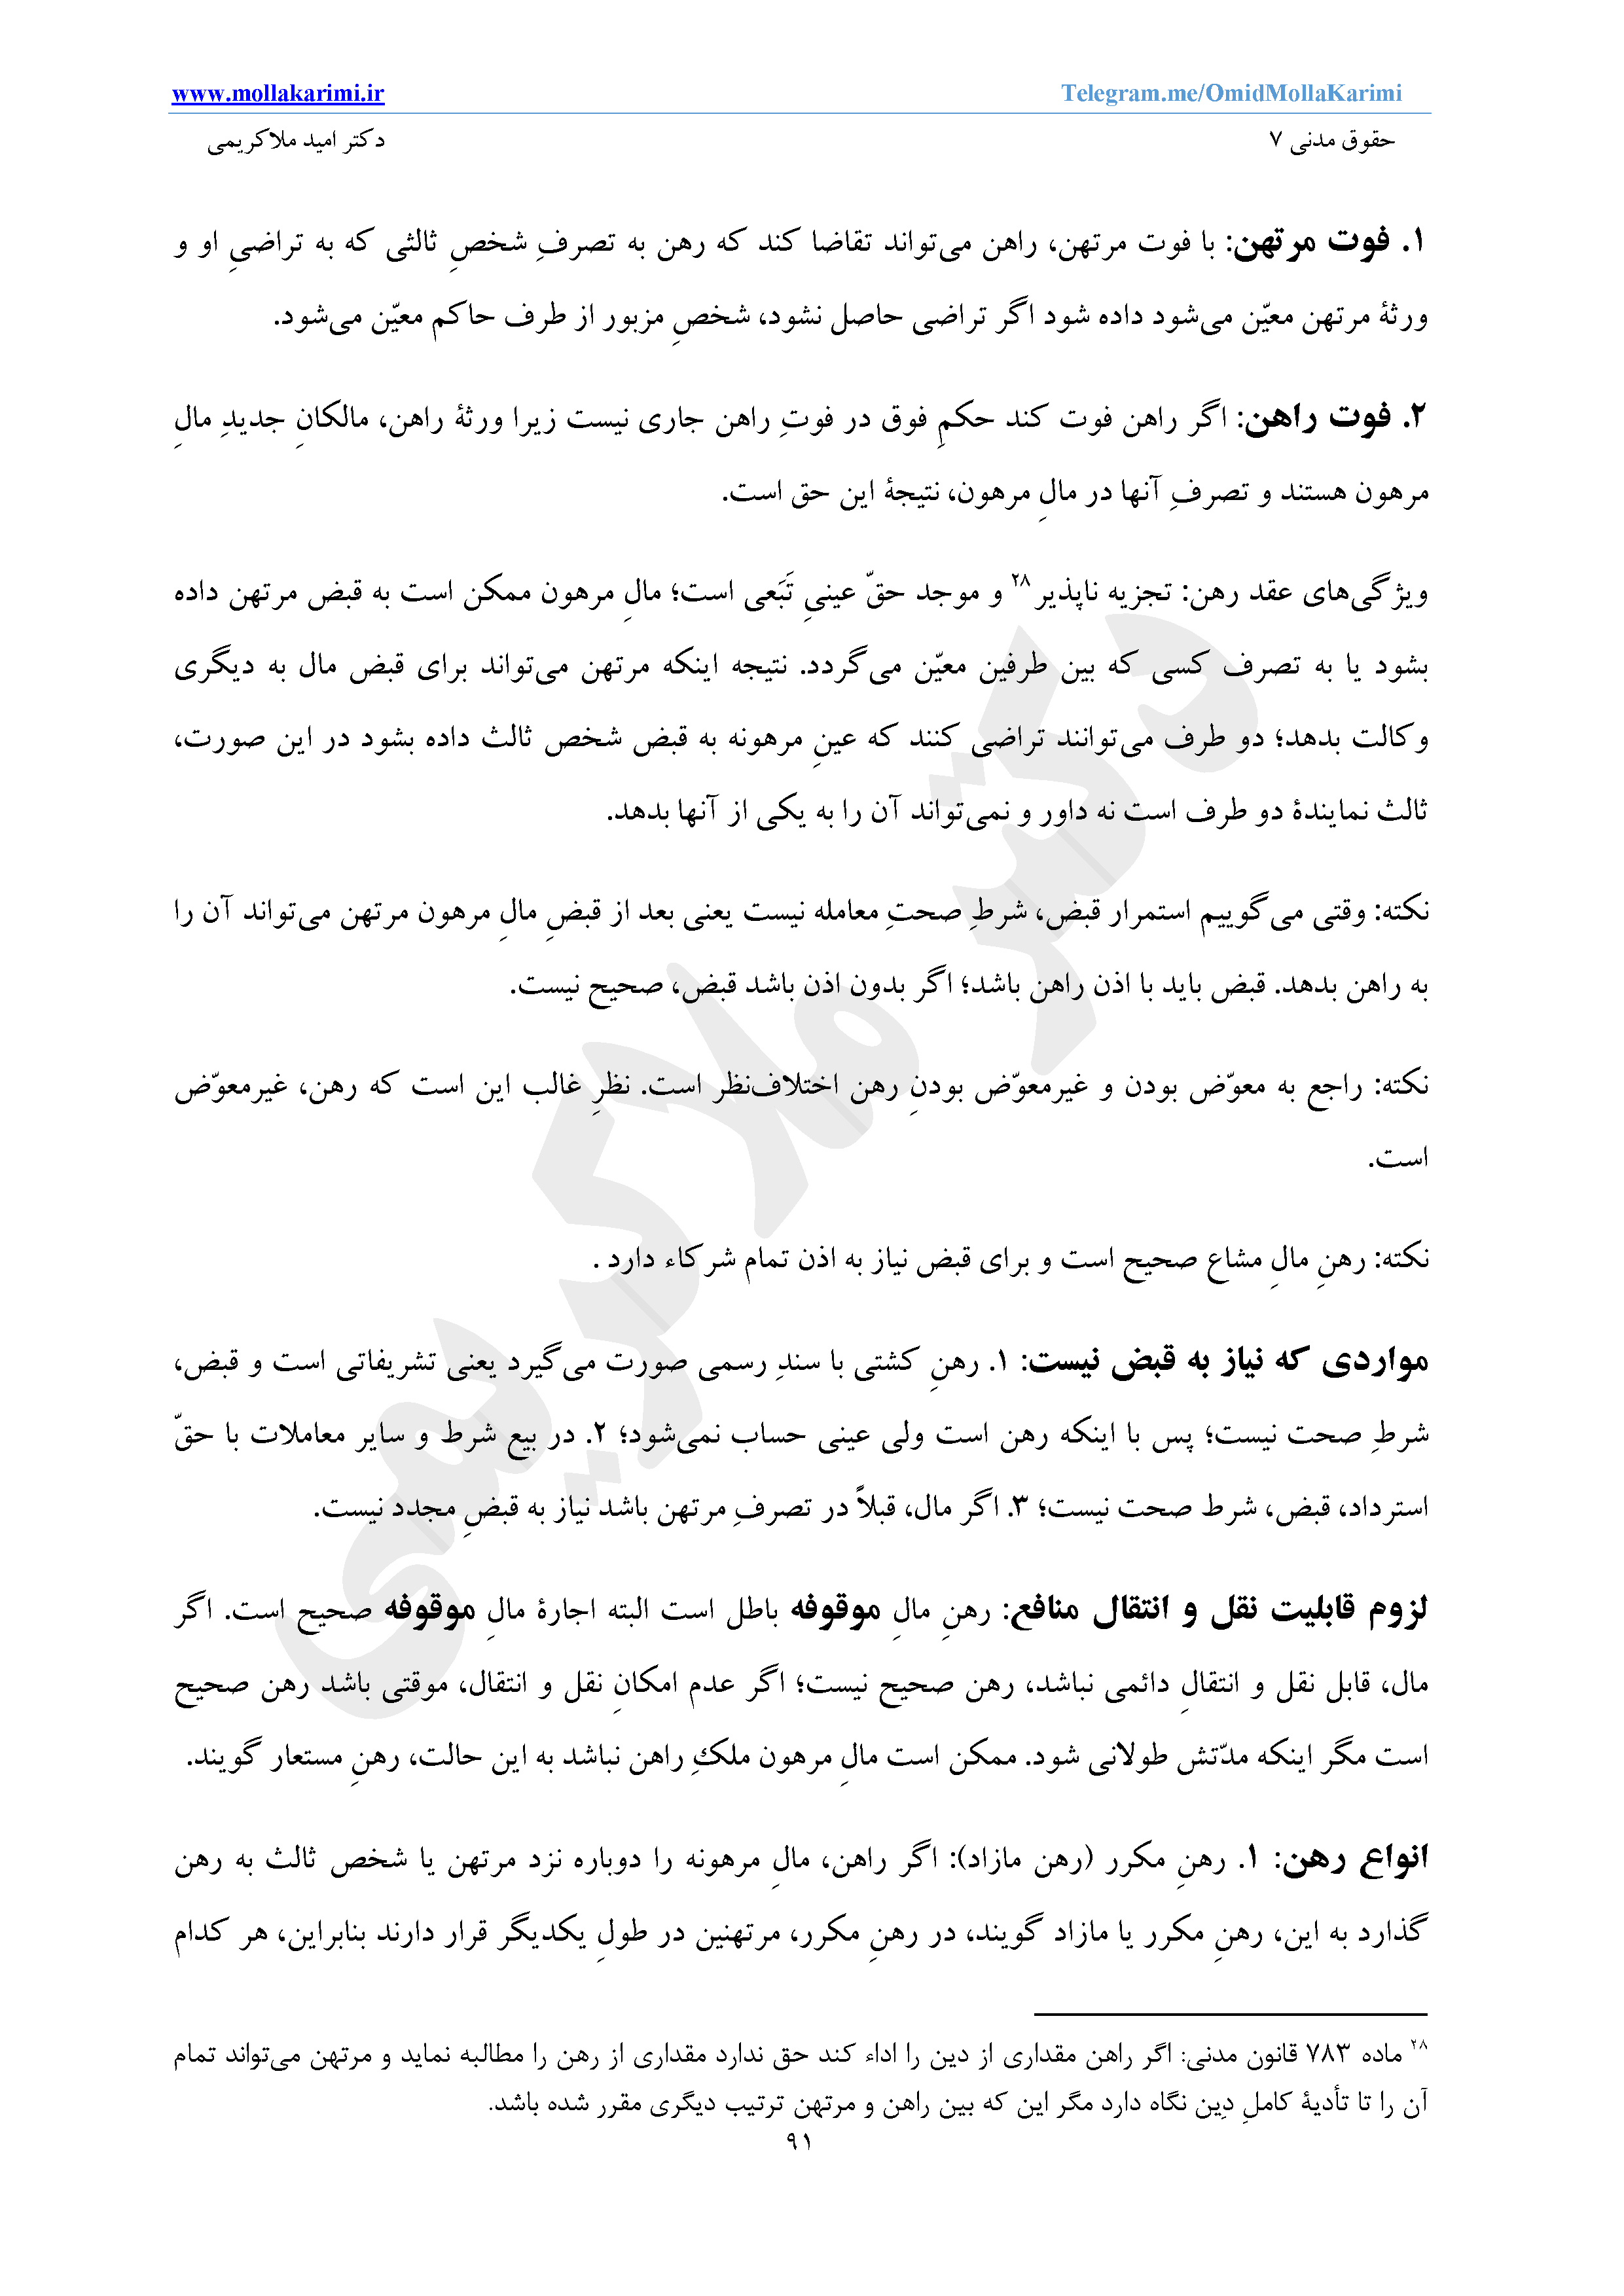 Telegram.me/OmidMollaKarimi www.mollakarimi.ir
حقوق مدنی ۷ دکتر امید ملاکریمی
۱. فوت مرتهن: با فوت مرتهن، راهن می‌تواند تقاضا کند که رهن به تصرفِ شخصِ ثالثی که به تراضیِ او و
ورثهٔ مرتهن معیّن می‌شود داده شود اگر تراضی حاصل نشود، شخصِ مزبور از طرف حاکم معیّن می‌شود.
۲. فوت راهن: اگر راهن فوت کند حکمِ فوق در فوتِ راهن جاری نیست زیرا ورثهٔ راهن، مالکانِ جدیدِ مالِ
مرهون هستند و تصرفِ آنها در مالِ مرهون، نتیجهٔ این حق است.
ویژگی‌های عقد رهن: تجزیه ناپذیر۲۸ و موجد حقّ عینیِ تَبَعی است؛ مالِ مرهون ممکن است به قبض مرتهن داده
بشود یا به تصرف کسی که بین طرفین معیّن می‌گردد. نتیجه اینکه مرتهن می‌تواند برای قبض مال به دیگری
وکالت بدهد؛ دو طرف می‌توانند تراضی کنند که عینِ مرهونه به قبض شخص ثالث داده بشود در این صورت،
ثالث نمایندهٔ دو طرف است نه داور و نمی‌تواند آن را به یکی از آنها بدهد.
نکته: وقتی می‌گوییم استمرار قبض، شرطِ صحتِ معامله نیست یعنی بعد از قبضِ مالِ مرهون مرتهن می‌تواند آن را
به راهن بدهد. قبض باید با اذن راهن باشد؛ اگر بدون اذن باشد قبض، صحیح نیست.
نکته: راجع به معوّض بودن و غیرمعوّض بودنِ رهن اختلاف‌نظر است. نظرِ غالب این است که رهن، غیرمعوّض
است.
نکته: رهنِ مالِ مشاع صحیح است و برای قبض نیاز به اذن تمام شرکاء دارد .
مواردی که نیاز به قبض نیست: ۱. رهنِ کشتی با سندِ رسمی صورت می‌گیرد یعنی تشریفاتی است و قبض،
شرطِ صحت نیست؛ پس با اینکه رهن است ولی عینی حساب نمی‌شود؛ ۲. در بیع شرط و سایر معاملات با حقّ
استرداد، قبض، شرط صحت نیست؛ ۳. اگر مال، قبلاً در تصرفِ مرتهن باشد نیاز به قبضِ مجدد نیست.
لزوم قابلیت نقل و انتقال منافع: رهنِ مالِ موقوفه باطل است البته اجارهٔ مالِ موقوفه صحیح است. اگر
مال، قابل نقل و انتقالِ دائمی نباشد، رهن صحیح نیست؛ اگر عدم امکانِ نقل و انتقال، موقتی باشد رهن صحیح
است مگر اینکه مدّتش طولانی شود. ممکن است مالِ مرهون ملکِ راهن نباشد به این حالت، رهنِ مستعار گویند.
انواع رهن: ۱. رهنِ مکرر (رهن مازاد): اگر راهن، مالِ مرهونه را دوباره نزد مرتهن یا شخص ثالث به رهن
گذارد به این، رهنِ مکرر یا مازاد گویند، در رهنِ مکرر، مرتهنین در طولِ یکدیگر قرار دارند بنابراین، هر کدام
۲۸ ماده ۷۸۳ قانون مدنی: اگر راهن مقداری از دین را اداء کند حق ندارد مقداری از رهن را مطالبه نماید و مرتهن می‌تواند تمام
آن را تا تأدیهٔ کاملِ دِین نگاه دارد مگر این که بین راهن و مرتهن ترتیب دیگری مقرر شده باشد.
۹۱
دکتر ملاکریمی